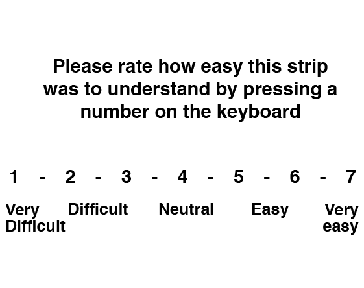 Please rate how easy this strip
was to understand by pressing a
number on the keyboard
1 - 2 - 3 - 4 - 5 - 6 - 7
Very Difficult Neutral Easy Very
Difficult easy